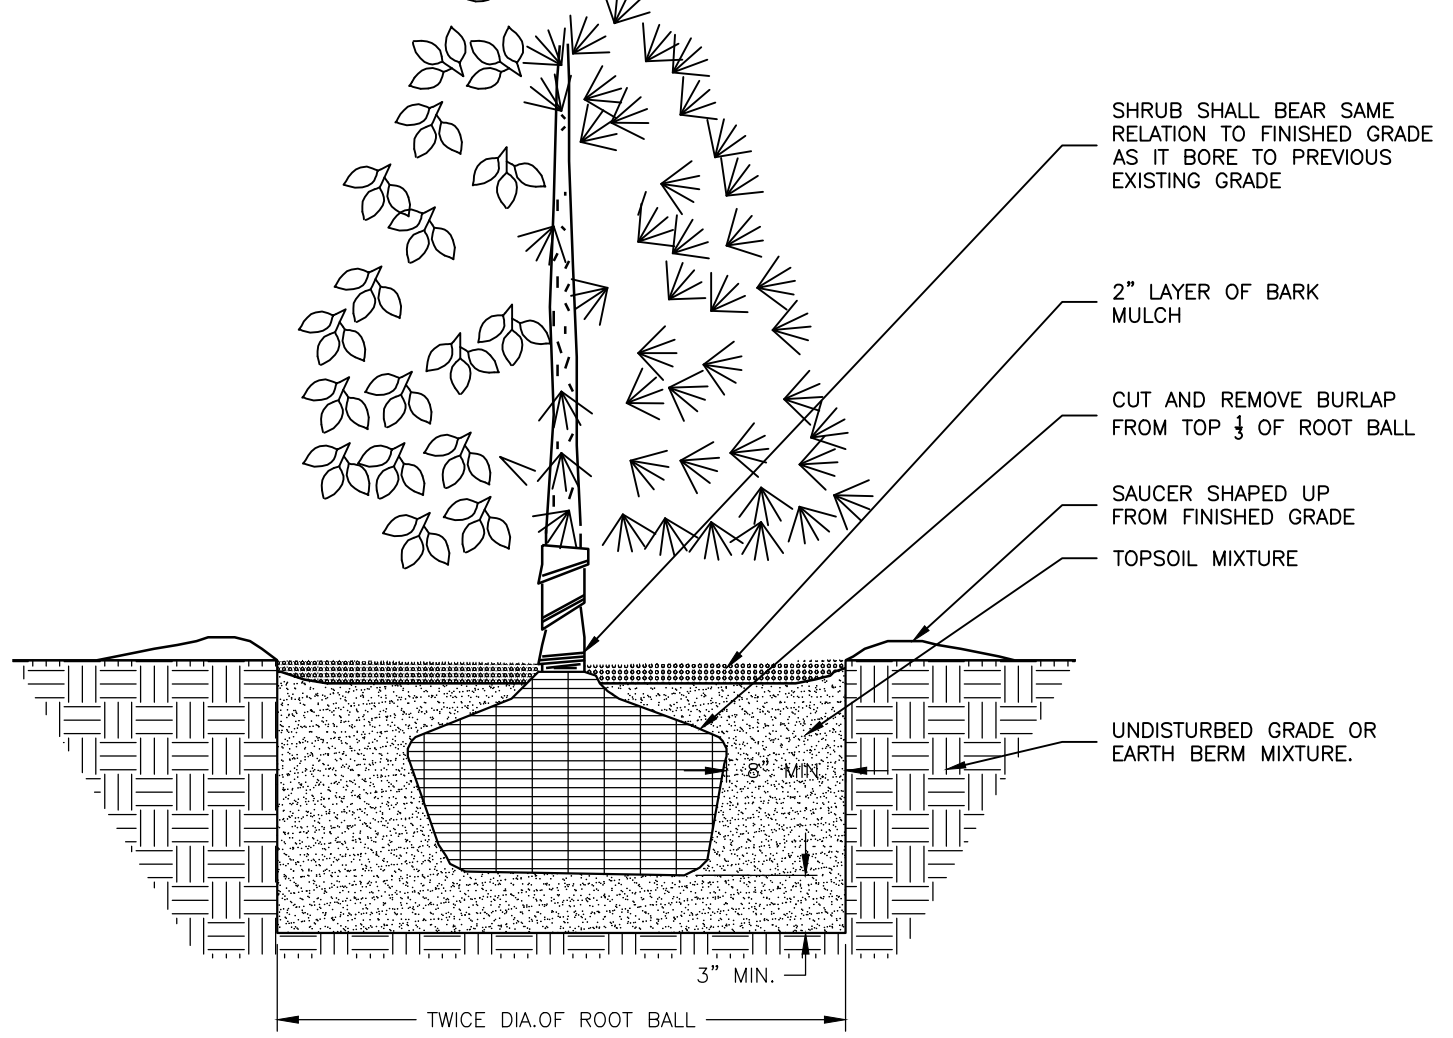 SHRUB SHALL BEAR SAME
RELATION TO FINISHED GRADE
AS IT BORE TO PREVIOUS
EXISTING GRADE
2” LAYER OF BARK
MULCH
CUT AND REMOVE BURLAP
FROM TOP 1/3 OF ROOT BALL
SAUCER SHAPED UP
FROM FINISHED GRADE
TOPSOIL MIXTURE
UNDISTURBED GRADE OR
EARTH BERM MIXTURE.
8” MIN.
3” MIN.
TWICE DIA.OF ROOT BALL